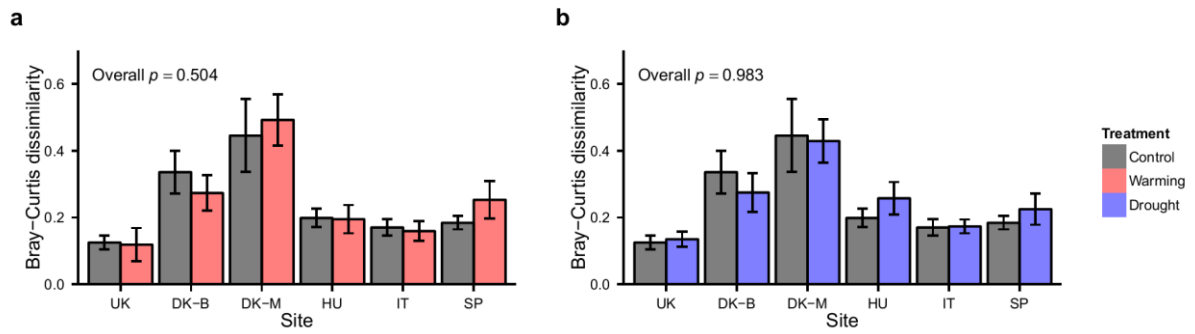 a
Overall p = 0.504
Bray−Curtis dissimilarity
0.6
0.4
0.2
0.0
UK DK−B DK−M HU IT SP
Site
b
Overall p = 0.983
Bray−Curtis dissimilarity
0.6
0.4
0.2
0.0
UK DK−B DK−M HU IT SP
Site
Treatment
Control
Warming
Drought